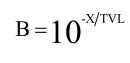 B = 10^-X/TVL